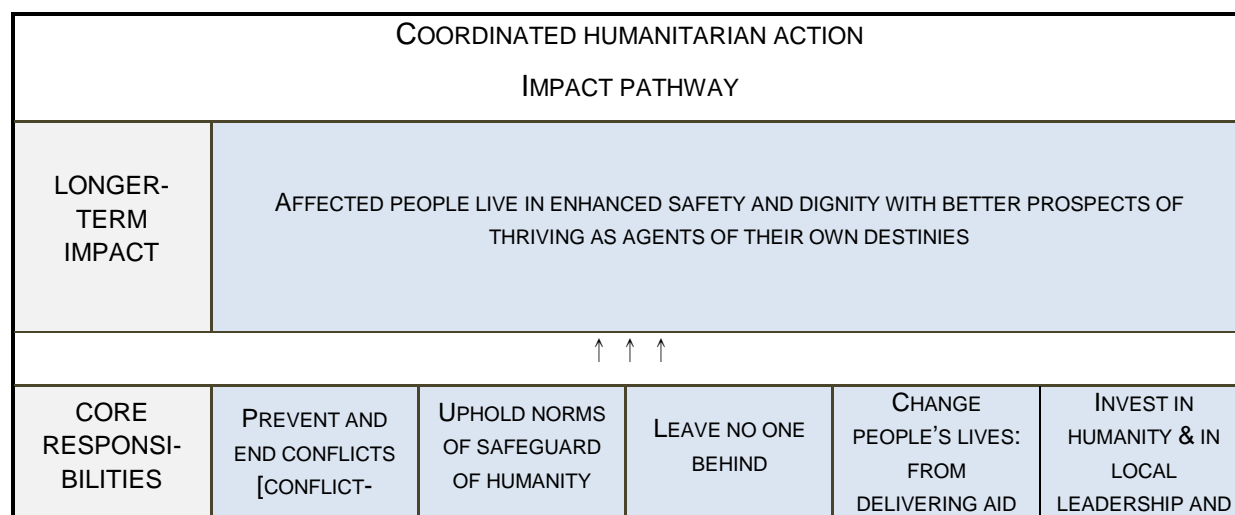 COORDINATED HUMANITARIAN ACTION
IMPACT PATHWAY
LONGER-
TERM
IMPACT
AFFECTED PEOPLE LIVE IN ENHANCED SAFETY AND DIGNITY WITH BETTER PROSPECTS OF
THRIVING AS AGENTS OF THEIR OWN DESTINIES
↑ ↑ ↑
CORE
RESPONSI-
BILITIES
PREVENT AND
END CONFLICTS
[CONFLICT-
UPHOLD NORMS
OF SAFEGUARD
OF HUMANITY
LEAVE NO ONE
BEHIND
CHANGE
PEOPLE'S LIVES:
FROM
DELIVERING AID
INVEST IN
HUMANITY & IN
LOCAL
LEADERSHIP AND